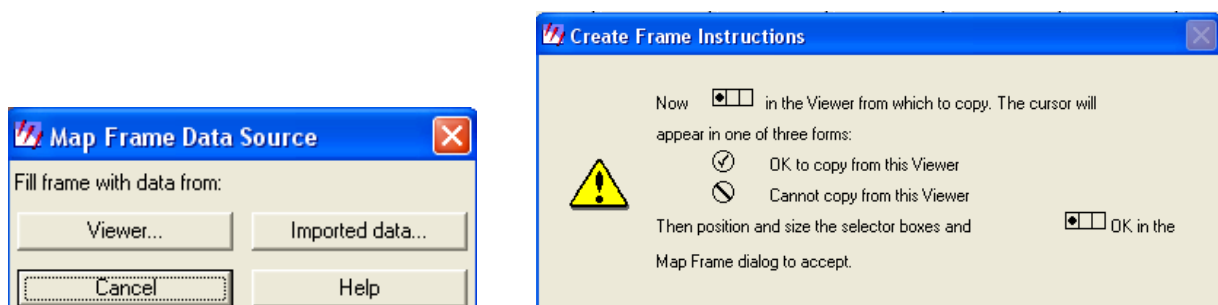 Map Frame Data Source
Fill frame with data from:
Viewer... Imported data...
Cancel Help
Create Frame Instructions
Now in the Viewer from which to copy. The cursor will
appear in one of three forms:
OK to copy from this Viewer
Cannot copy from this Viewer
Then position and size the selector boxes and OK in the
Map Frame dialog to accept.